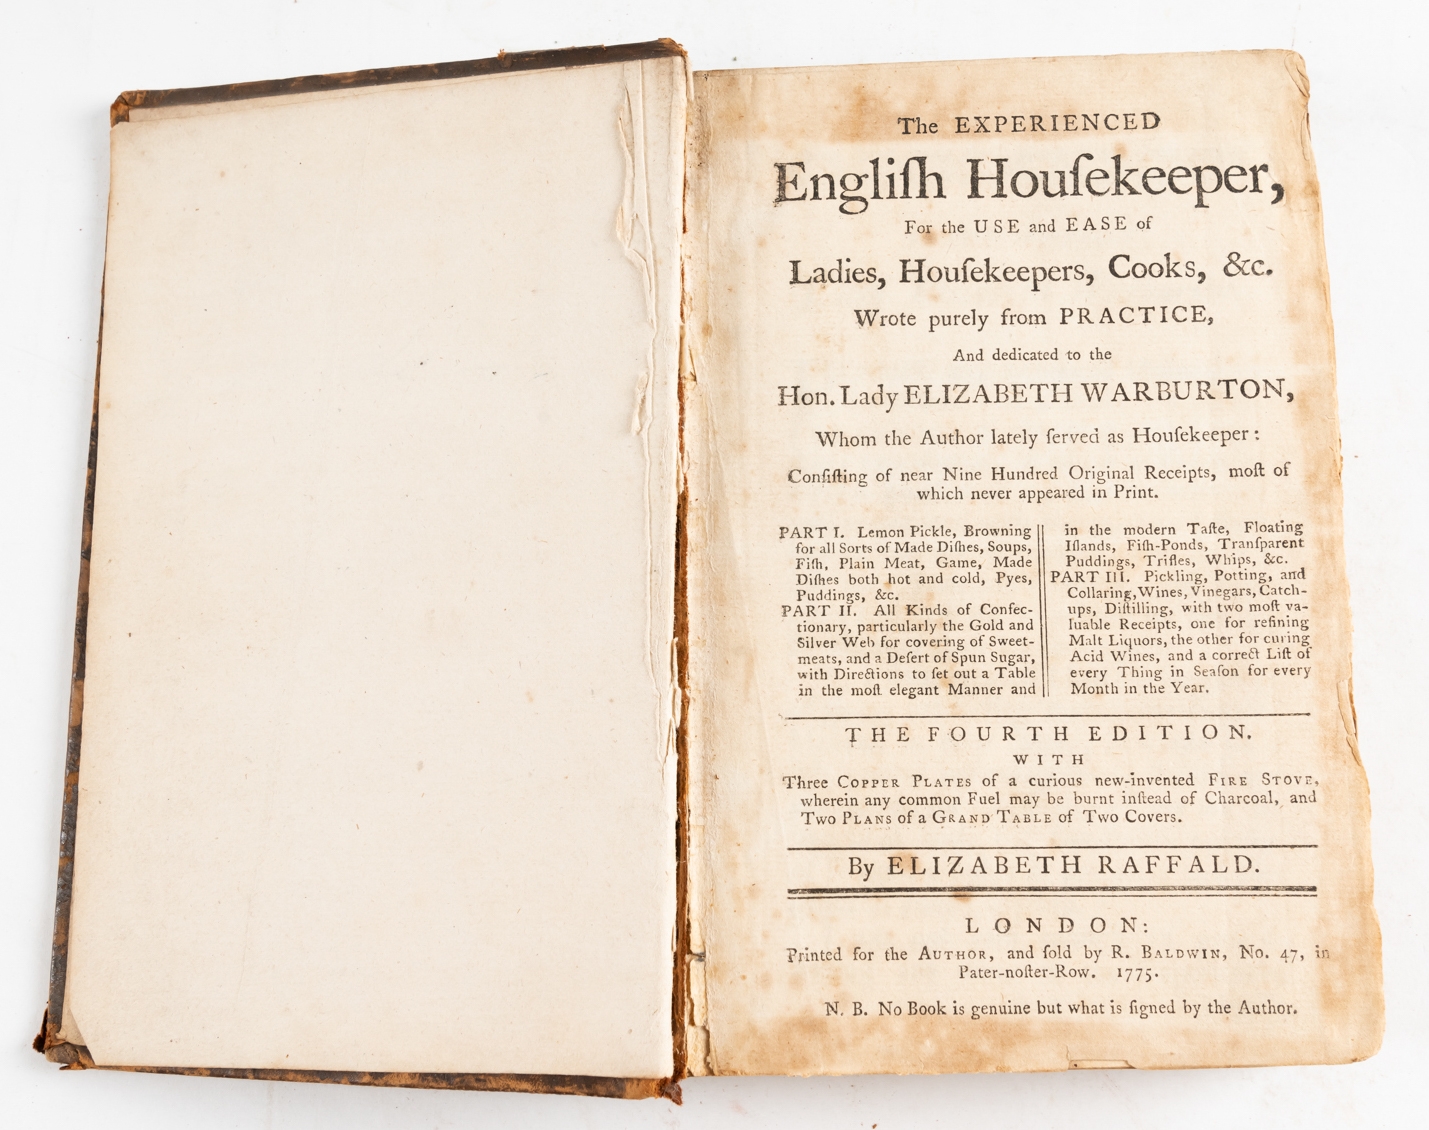 The EXPERIENCED
Engliſh Houſekeeper,
For the USE and EASE of
Ladies, Houſekeepers, Cooks, &c.
Wrote purely from PRACTICE,
And dedicated to the
Hon. Lady ELIZABETH WARBURTON,
Whom the Author lately ſerved as Houſekeeper:
Conſiſting of near Nine Hundred Original Receipts, moſt of
which never appeared in Print.
PART I. Lemon Pickle, Browning
for all Sorts of Made Diſhes, Soups,
Fiſh, Plain Meat, Game, Made
Diſhes both hot and cold, Pyes,
Puddings, &c.
PART II. All Kinds of Confec-
tionary, particularly the Gold and
Silver Web for covering of Sweet-
meats, and a Deſert of Spun Sugar,
with Directions to ſet out a Table
in the moſt elegant Manner and
in the modern Taſte, Floating
Iſlands, Fiſh-Ponds, Tranſparent
Puddings, Trifles, Whips, &c.
PART III. Pickling, Potting, and
Collaring, Wines, Vinegars, Catch-
ups, Diſtilling, with two moſt va-
luable Receipts, one for refining
Malt Liquors, the other for curing
Acid Wines, and a correct Liſt of
every Thing in Seaſon for every
Month in the Year.
THE FOURTH EDITION.
WITH
Three COPPER PLATES of a curious new-invented FIRE STOVE,
wherein any common Fuel may be burnt inſtead of Charcoal, and
Two PLANS of a GRAND TABLE of Two Covers.
By ELIZABETH RAFFALD.
LONDON:
Printed for the AUTHOR, and ſold by R. BALDWIN, No. 47, in
Pater-noſter-Row. 1775.
N. B. No Book is genuine but what is ſigned by the Author.